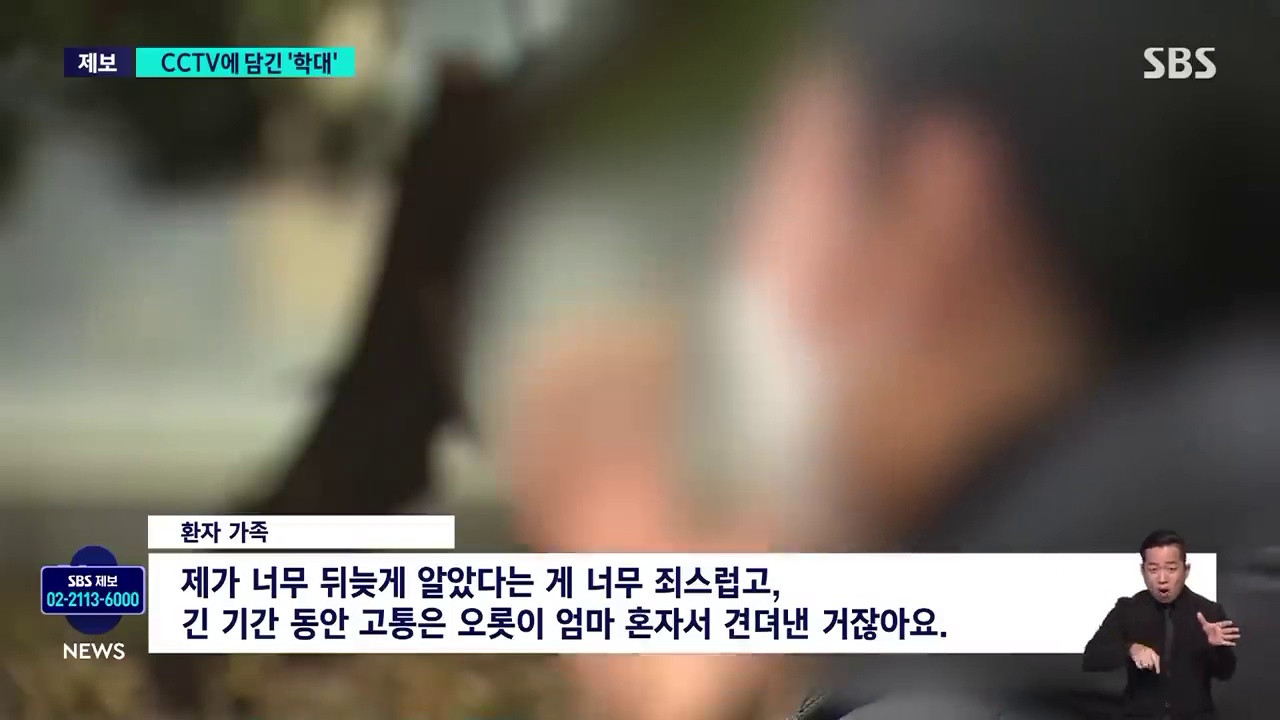 제보 CCTV에 담긴 '학대'
SBS
환자 가족
제가 너무 뒤늦게 알았다는 게 너무 죄스럽고,
긴 기간 동안 고통은 오롯이 엄마 혼자서 견뎌낸 거잖아요.
SBS 제보
02-2113-6000
NEWS